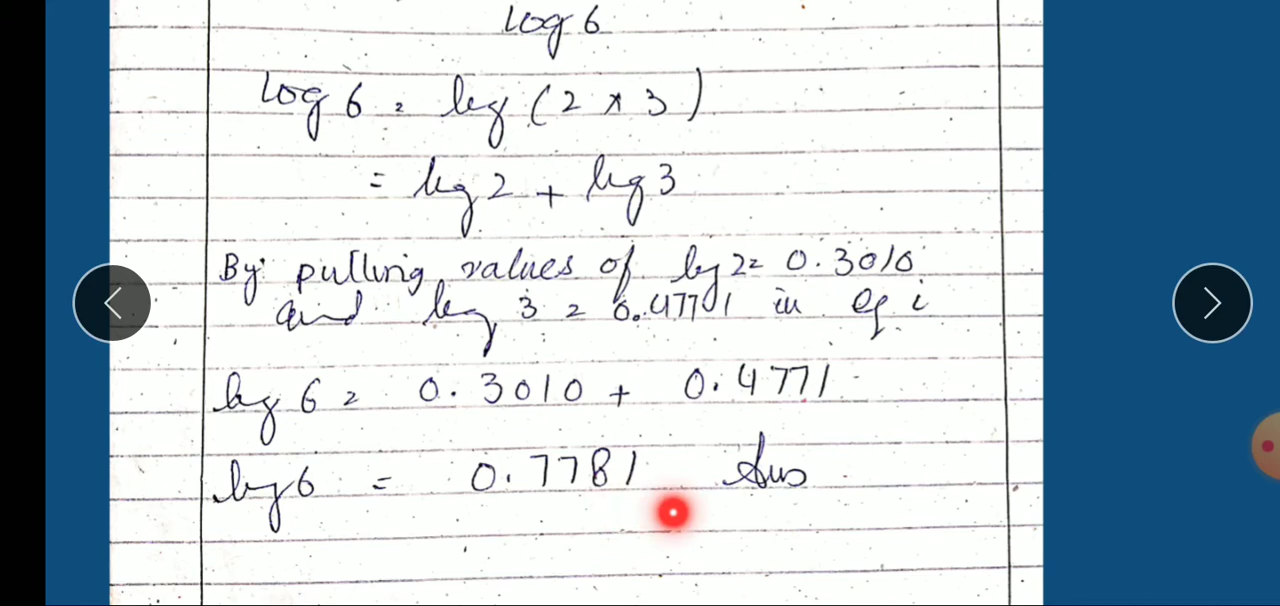 log 6
log 6 = log (2 × 3)
= log 2 + log 3
By putting values of log 2 = 0.3010
and log 3 = 0.4771 in eq i
log 6 = 0.3010 + 0.4771
log 6 = 0.7781 Ans